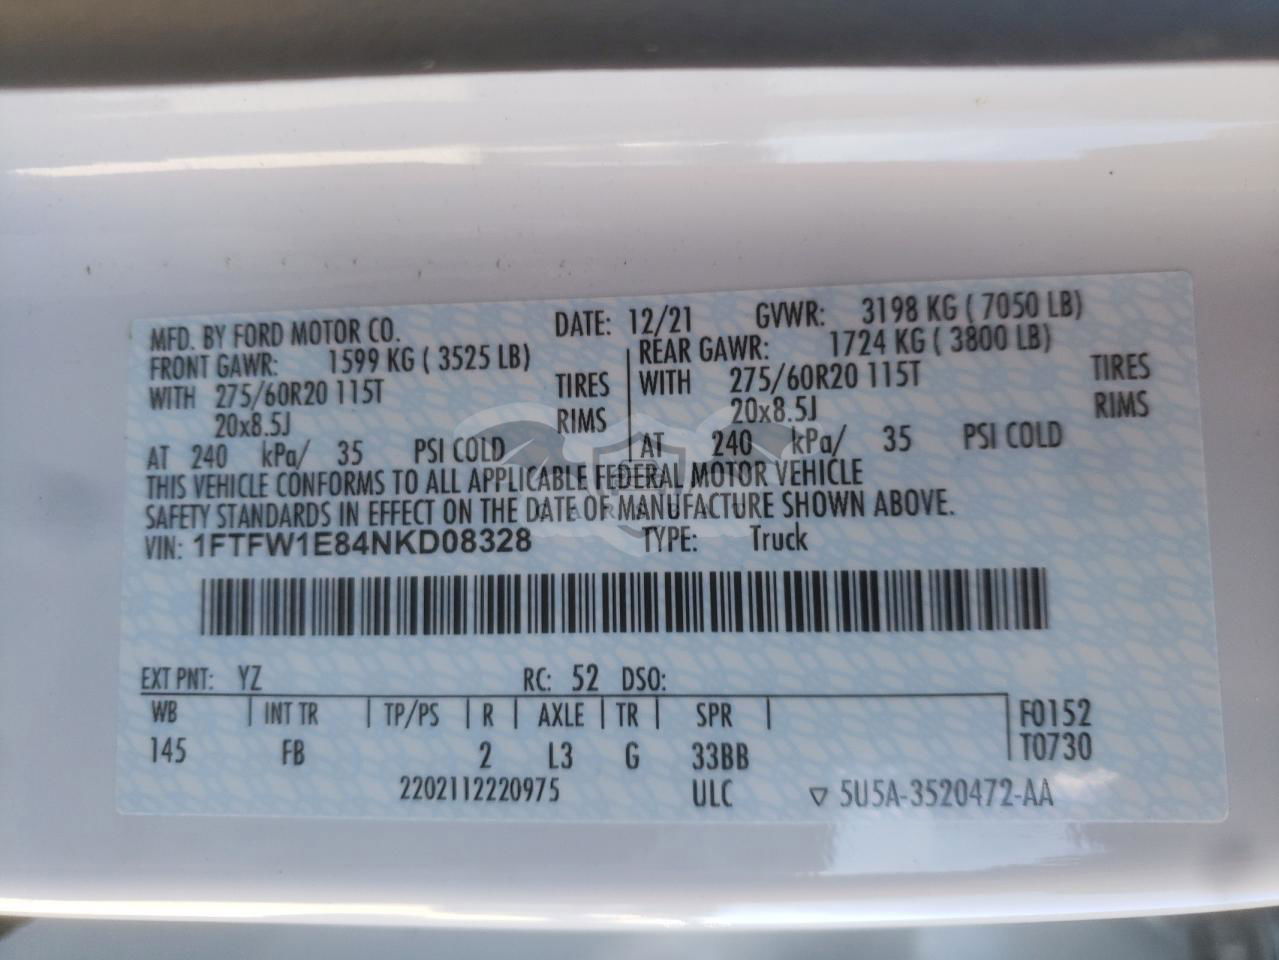 MFD. BY FORD MOTOR CO. DATE: 12/21 GVWR: 3198 KG ( 7050 LB)
FRONT GAWR: 1599 KG ( 3525 LB) REAR GAWR: 1724 KG ( 3800 LB)
WITH 275/60R20 115T TIRES WITH 275/60R20 115T TIRES
20x8.5J RIMS 20x8.5J RIMS
AT 240 kPa/ 35 PSI COLD AT 240 kPa/ 35 PSI COLD
THIS VEHICLE CONFORMS TO ALL APPLICABLE FEDERAL MOTOR VEHICLE
SAFETY STANDARDS IN EFFECT ON THE DATE OF MANUFACTURE SHOWN ABOVE.
VIN: 1FTFW1E84NKD08328 TYPE: Truck
EXT PNT: YZ RC: 52 DSO:
WB INT TR TP/PS R AXLE TR SPR F0152
145 FB 2 L3 G 33BB T0730
2202112220975 ULC ▽ 5U5A-3520472-AA